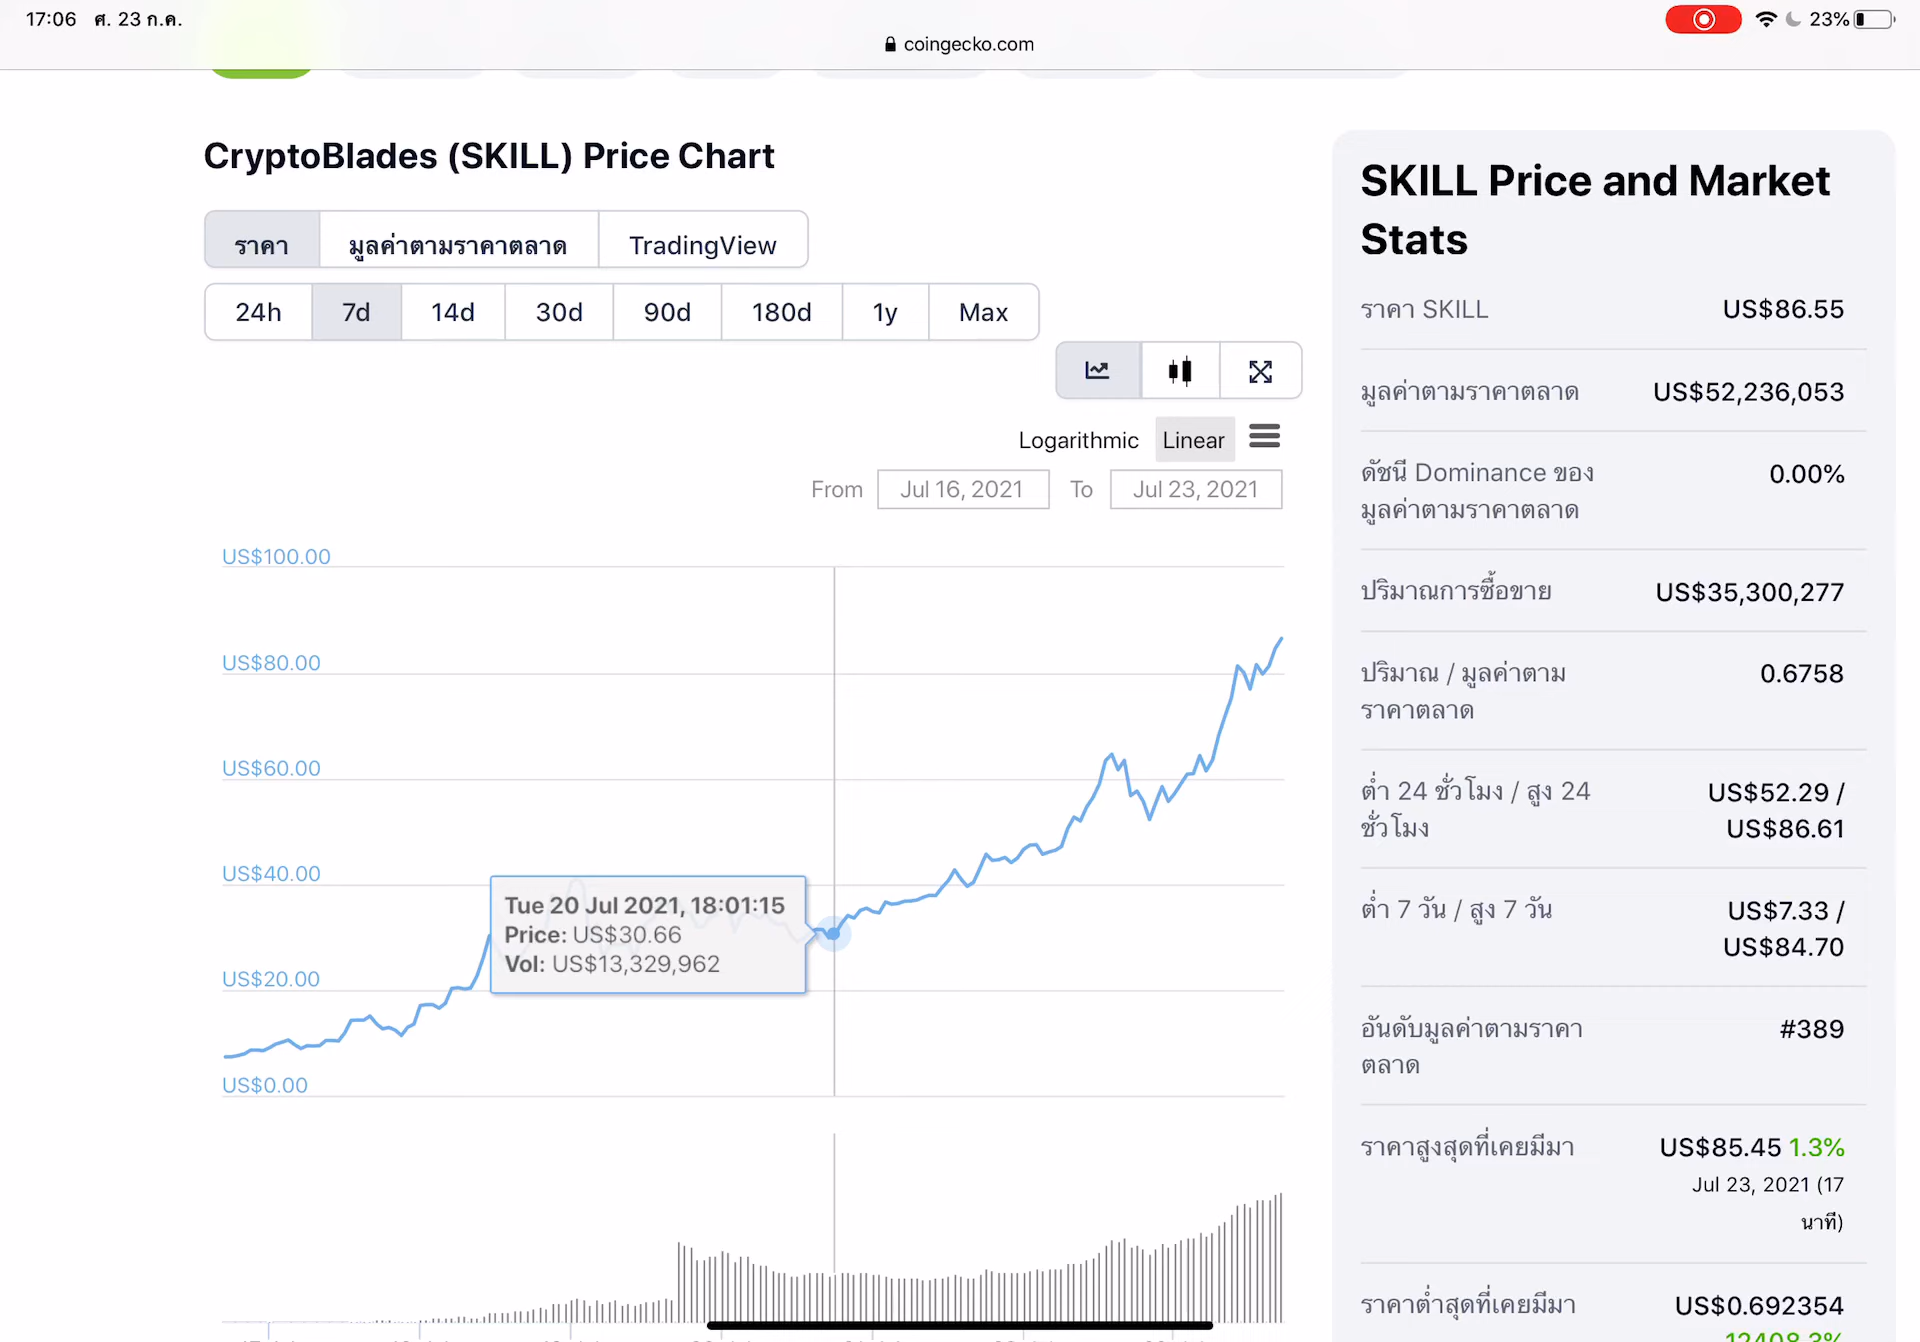 17:06 ศ. 23 ก.ค.
23%
coingecko.com
CryptoBlades (SKILL) Price Chart
ราคา มูลค่าตามราคาตลาด TradingView
24h 7d 14d 30d 90d 180d 1y Max
Logarithmic Linear
From Jul 16, 2021 To Jul 23, 2021
US$100.00
US$80.00
US$60.00
US$40.00
Tue 20 Jul 2021, 18:01:15
Price: US$30.66
Vol: US$13,329,962
US$20.00
US$0.00
SKILL Price and Market
Stats
ราคา SKILL US$86.55
มูลค่าตามราคาตลาด US$52,236,053
ดัชนี Dominance ของ 0.00%
มูลค่าตามราคาตลาด
ปริมาณการซื้อขาย US$35,300,277
ปริมาณ / มูลค่าตาม 0.6758
ราคาตลาด
ต่ำ 24 ชั่วโมง / สูง 24 US$52.29 /
ชั่วโมง US$86.61
ต่ำ 7 วัน / สูง 7 วัน US$7.33 /
US$84.70
อันดับมูลค่าตามราคา #389
ตลาด
ราคาสูงสุดที่เคยมีมา US$85.45 1.3%
Jul 23, 2021 (17
นาที)
ราคาต่ำสุดที่เคยมีมา US$0.692354
12408.3%